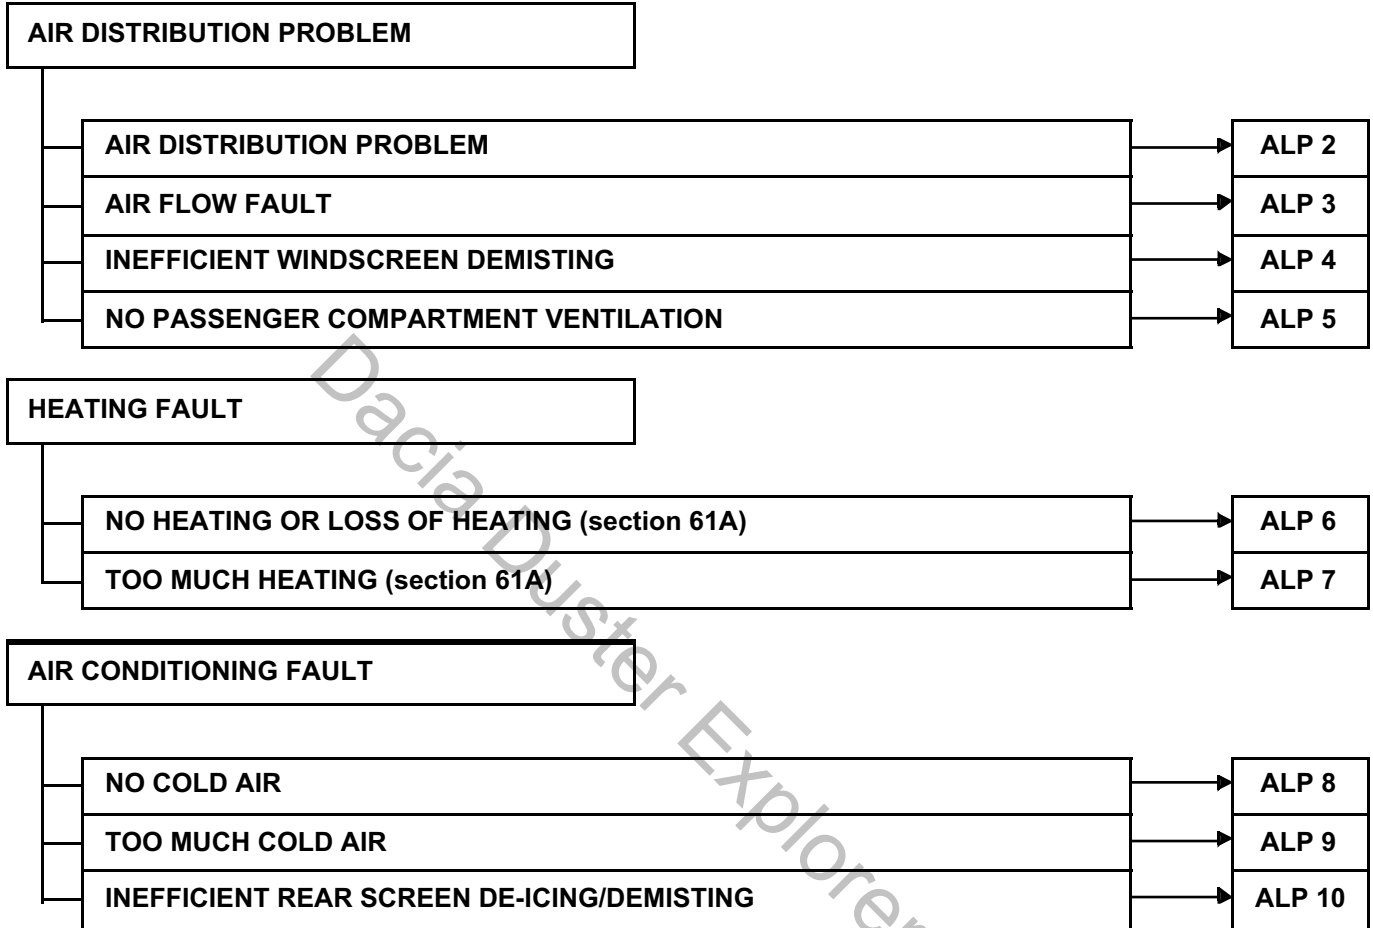 AIR DISTRIBUTION PROBLEM
AIR DISTRIBUTION PROBLEM ALP 2
AIR FLOW FAULT ALP 3
INEFFICIENT WINDSCREEN DEMISTING ALP 4
NO PASSENGER COMPARTMENT VENTILATION ALP 5
HEATING FAULT
NO HEATING OR LOSS OF HEATING (section 61A) ALP 6
TOO MUCH HEATING (section 61A) ALP 7
AIR CONDITIONING FAULT
NO COLD AIR ALP 8
TOO MUCH COLD AIR ALP 9
INEFFICIENT REAR SCREEN DE-ICING/DEMISTING ALP 10
Dacia Duster Explorer